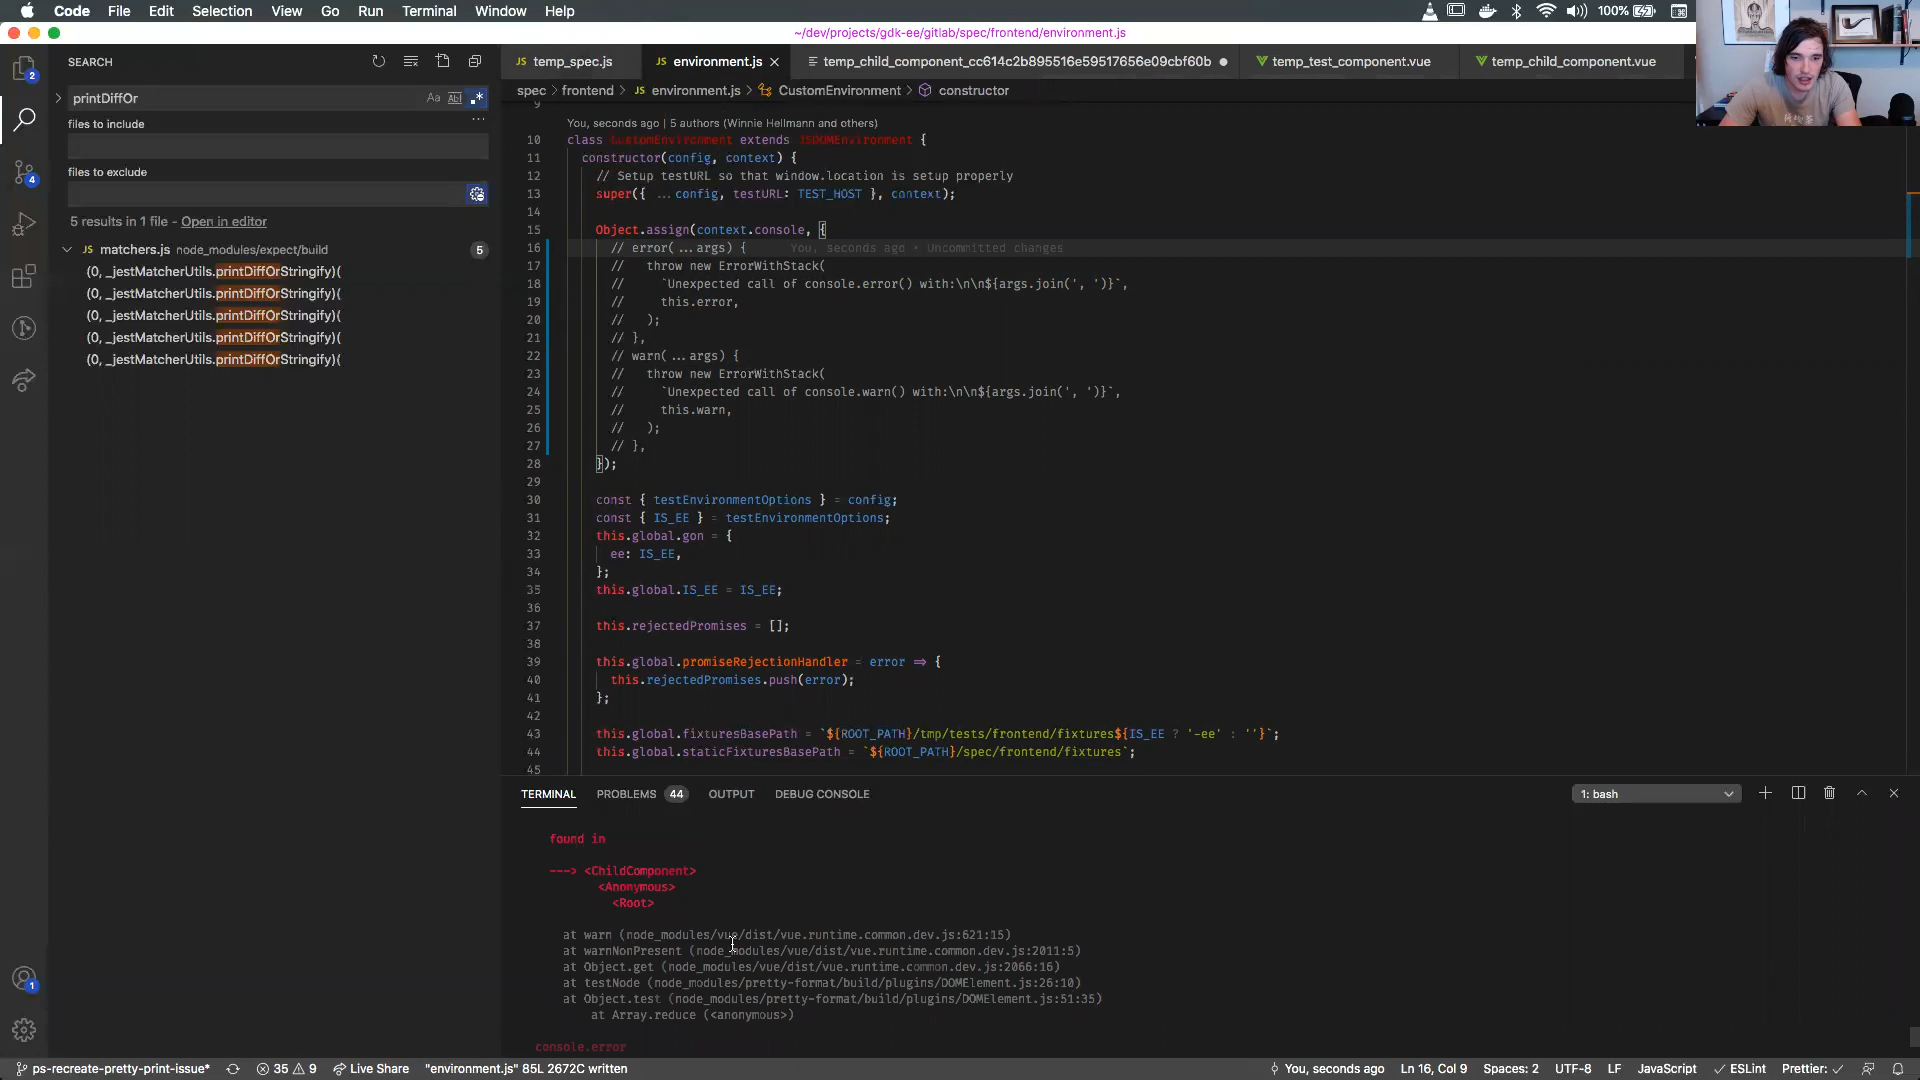 Code File Edit Selection View Go Run Terminal Window Help
100%
~/dev/projects/gdk-ee/gitlab/spec/frontend/environment.js
SEARCH
temp_spec.js
environment.js
temp_child_component_cc614c2b895516e59517656e09cbf60b
temp_test_component.vue
temp_child_component.vue
2
printDiffOr
Aa Abl
files to include
files to exclude
4
5 results in 1 file - Open in editor
matchers.js node_modules/expect/build 5
(0, _jestMatcherUtils.printDiffOrStringify)(
(0, _jestMatcherUtils.printDiffOrStringify)(
(0, _jestMatcherUtils.printDiffOrStringify)(
(0, _jestMatcherUtils.printDiffOrStringify)(
(0, _jestMatcherUtils.printDiffOrStringify)(
spec > frontend > JS environment.js > CustomEnvironment > constructor
9
You, seconds ago | 5 authors (Winnie Hellmann and others)
10 class CustomEnvironment extends JSDOMEnvironment {
11 constructor(config, context) {
12 // Setup testURL so that window.location is setup properly
13 super({ ...config, testURL: TEST_HOST }, context);
14
15 Object.assign(context.console, {
16 // error(...args) { You, seconds ago • Uncommitted changes
17 // throw new ErrorWithStack(
18 // `Unexpected call of console.error() with:\n\n${args.join(', ')}`,
19 // this.error,
20 // );
21 // },
22 // warn(...args) {
23 // throw new ErrorWithStack(
24 // `Unexpected call of console.warn() with:\n\n${args.join(', ')}`,
25 // this.warn,
26 // );
27 // },
28 });
29
30 const { testEnvironmentOptions } = config;
31 const { IS_EE } = testEnvironmentOptions;
32 this.global.gon = {
33 ee: IS_EE,
34 };
35 this.global.IS_EE = IS_EE;
36
37 this.rejectedPromises = [];
38
39 this.global.promiseRejectionHandler = error => {
40 this.rejectedPromises.push(error);
41 };
42
43 this.global.fixturesBasePath = `${ROOT_PATH}/tmp/tests/frontend/fixtures${IS_EE ? '-ee' : ''}`;
44 this.global.staticFixturesBasePath = `${ROOT_PATH}/spec/frontend/fixtures`;
45
TERMINAL PROBLEMS 44 OUTPUT DEBUG CONSOLE 1: bash
found in
---> <ChildComponent>
<Anonymous>
<Root>
at warn (node_modules/vue/dist/vue.runtime.common.dev.js:621:15)
at warnNonPresent (node_modules/vue/dist/vue.runtime.common.dev.js:2011:5)
at Object.get (node_modules/vue/dist/vue.runtime.common.dev.js:2066:16)
at testNode (node_modules/pretty-format/build/plugins/DOMElement.js:26:10)
at Object.test (node_modules/pretty-format/build/plugins/DOMElement.js:51:35)
at Array.reduce (<anonymous>)
console.error
1
ps-recreate-pretty-print-issue* 35 9 Live Share "environment.js" 85L 2672C written You, seconds ago Ln 16, Col 9 Spaces: 2 UTF-8 LF JavaScript ESLint Prettier: ✓